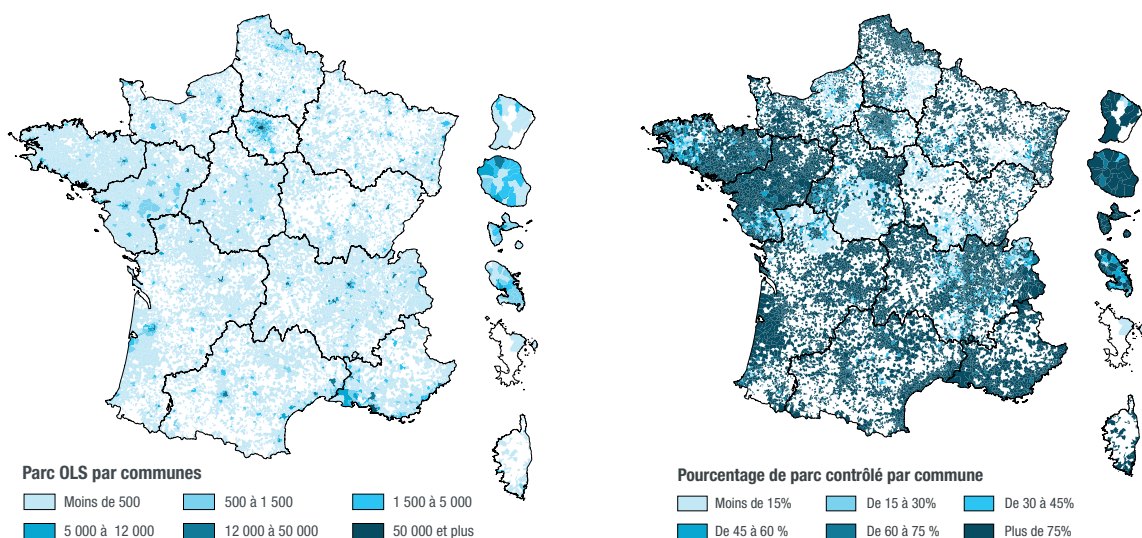 Parc OLS par communes
Moins de 500
500 à 1 500
1 500 à 5 000
5 000 à 12 000
12 000 à 50 000
50 000 et plus
Pourcentage de parc contrôlé par commune
Moins de 15%
De 15 à 30%
De 30 à 45%
De 45 à 60 %
De 60 à 75 %
Plus de 75%